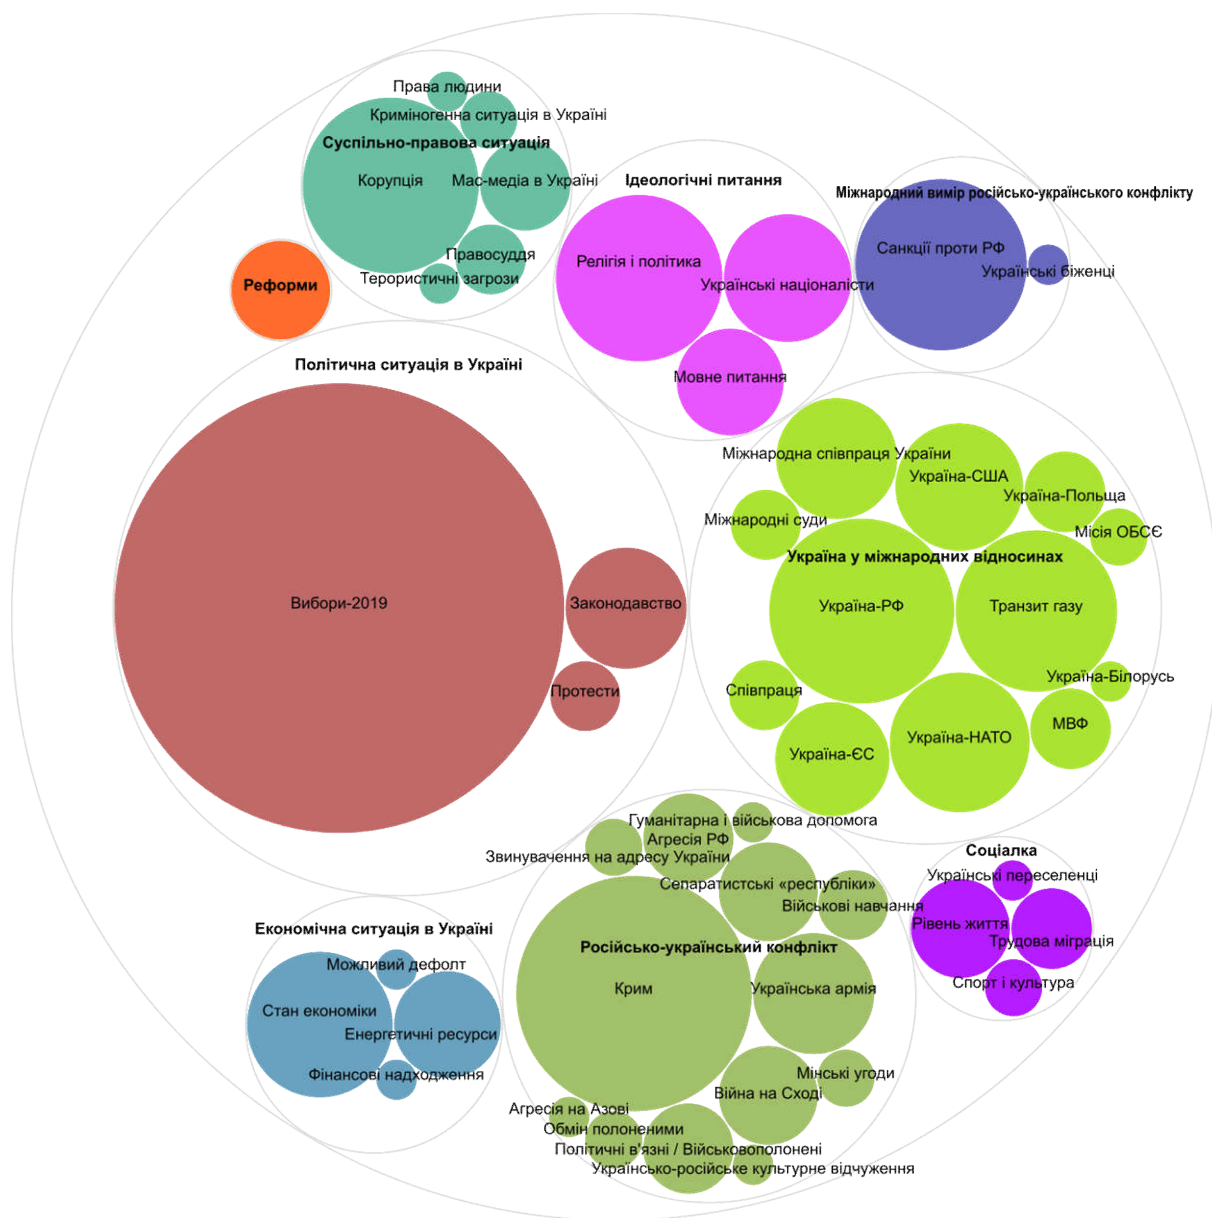 Права людини
Криміногенна ситуація в Україні
Суспільно-правова ситуація
Корупція
Мас-медіа в Україні
Правосуддя
Терористичні загрози
Реформи
Ідеологічні питання
Релігія і політика
Українські націоналісти
Мовне питання
Міжнародний вимір російсько-українського конфлікту
Санкції проти РФ
Українські біженці
Політична ситуація в Україні
Вибори-2019
Законодавство
Протести
Міжнародна співпраця України
Україна-США
Україна-Польща
Міжнародні суди
Місія ОБСЄ
Україна у міжнародних відносинах
Україна-РФ
Транзит газу
Україна-Білорусь
Співпраця
МВФ
Україна-НАТО
Україна-ЄС
Гуманітарна і військова допомога
Агресія РФ
Звинувачення на адресу України
Сепаратистські «республіки»
Військові навчання
Російсько-український конфлікт
Крим
Українська армія
Мінські угоди
Війна на Сході
Агресія на Азові
Обмін полоненими
Політичні в'язні / Військовополонені
Українсько-російське культурне відчуження
Соціалка
Українські переселенці
Рівень життя
Трудова міграція
Спорт і культура
Економічна ситуація в Україні
Можливий дефолт
Стан економіки
Енергетичні ресурси
Фінансові надходження